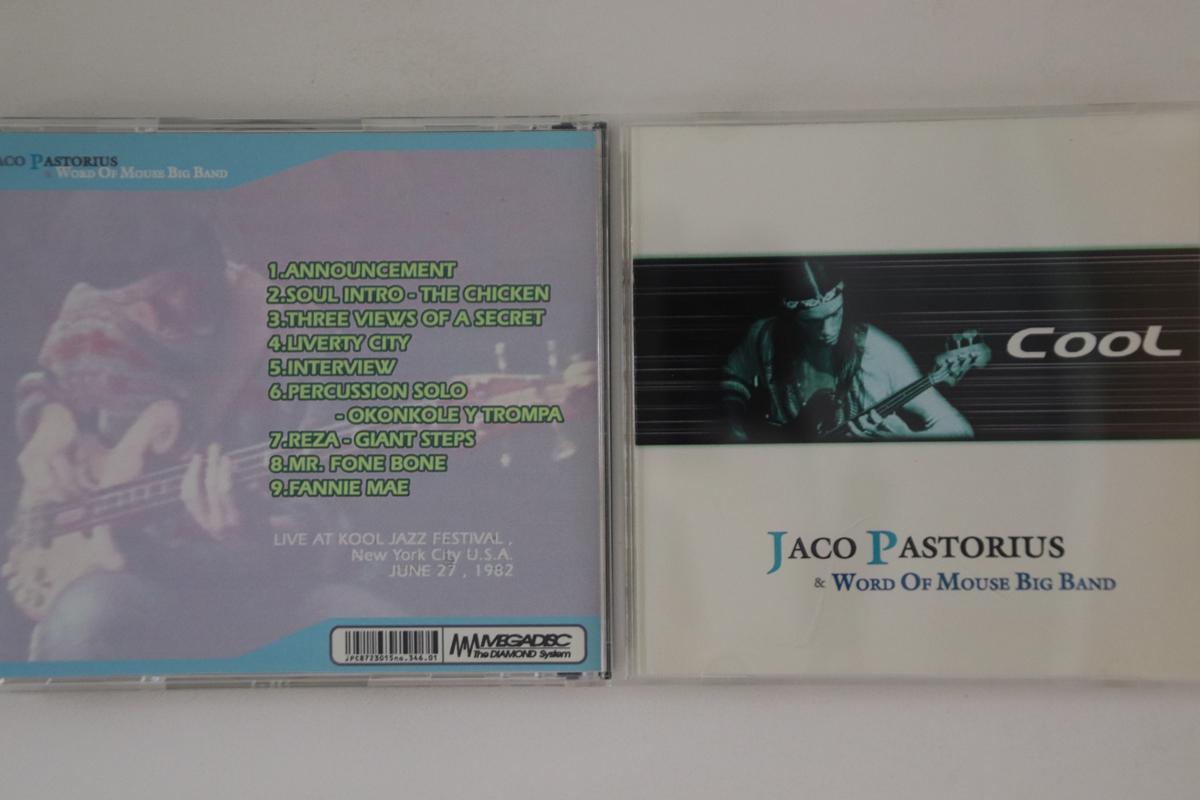 JACO PASTORIUS
& WORD OF MOUSE BIG BAND
1.ANNOUNCEMENT
2.SOUL INTRO - THE CHICKEN
3.THREE VIEWS OF A SECRET
4.LIVERTY CITY
5.INTERVIEW
6.PERCUSSION SOLO
- OKONKOLE Y TROMPA
7.REZA - GIANT STEPS
8.MR. FONE BONE
9.FANNIE MAE
LIVE AT KOOL JAZZ FESTIVAL ,
New York City U.S.A.
JUNE 27 , 1982
JPC8723015no.346.01
MEGADISC
The DIAMOND System
COOL
JACO PASTORIUS
& WORD OF MOUSE BIG BAND